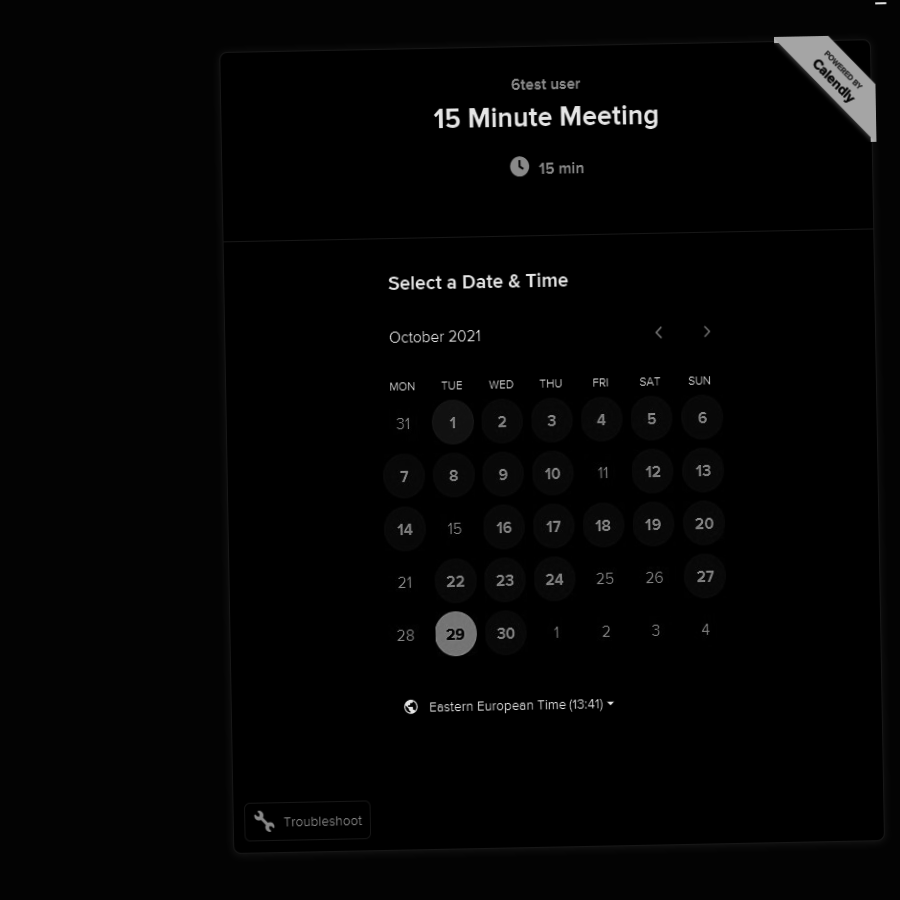 POWERED BY
Calendly
6test user
15 Minute Meeting
15 min
Select a Date & Time
October 2021
MON TUE WED THU FRI SAT SUN
31 1 2 3 4 5 6
7 8 9 10 11 12 13
14 15 16 17 18 19 20
21 22 23 24 25 26 27
28 29 30 1 2 3 4
Eastern European Time (13:41)
Troubleshoot